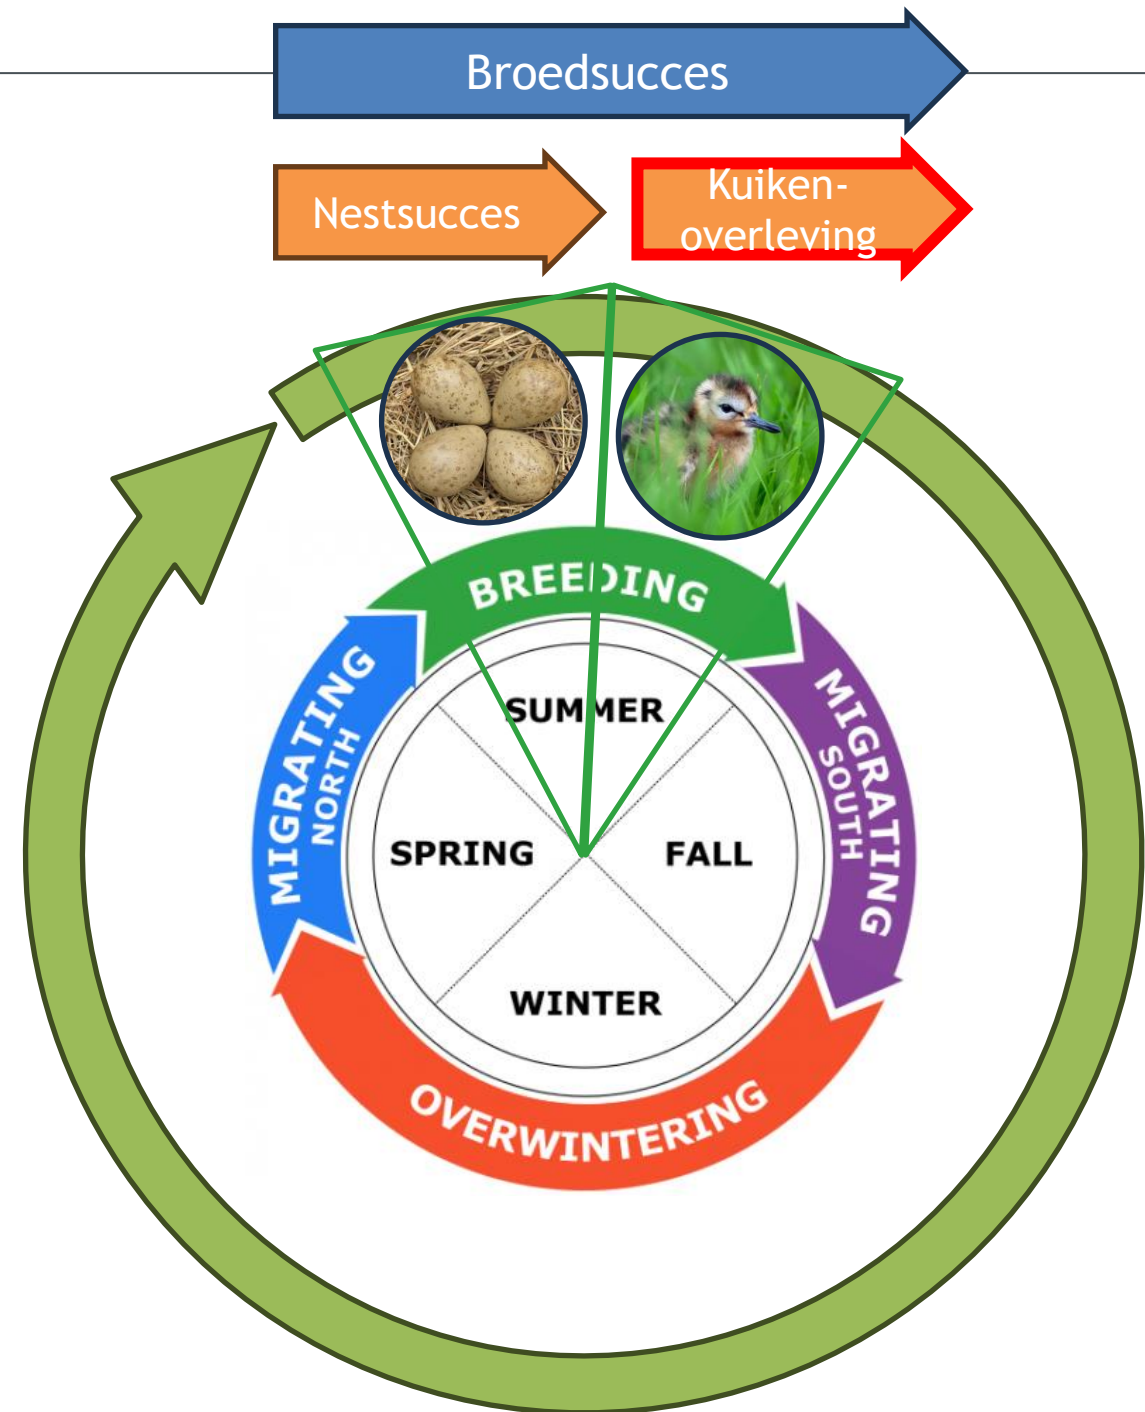 Broedsucces
Nestsucces
Kuiken-
overleving
BREEDING
MIGRATING
NORTH
MIGRATING
SOUTH
SUMMER
SPRING
FALL
WINTER
OVERWINTERING